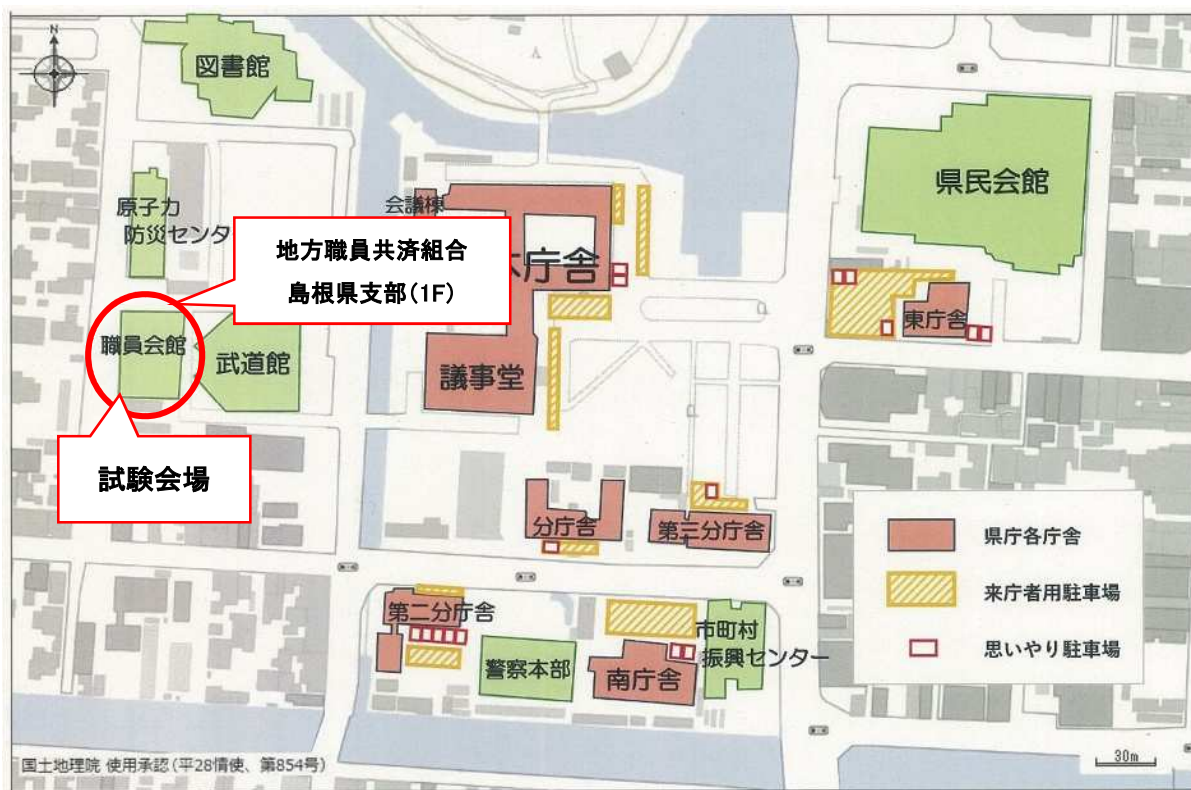 N
図書館
県民会館
原子力
防災センタ
会議棟
地方職員共済組合
島根県支部(1F)
本庁舎
東庁舎
職員会館
武道館
議事堂
試験会場
分庁舎
第三分庁舎
県庁各庁舎
来庁者用駐車場
思いやり駐車場
第二分庁舎
市町村
振興センター
警察本部
南庁舎
国土地理院 使用承認(平28情使、第854号)
30m